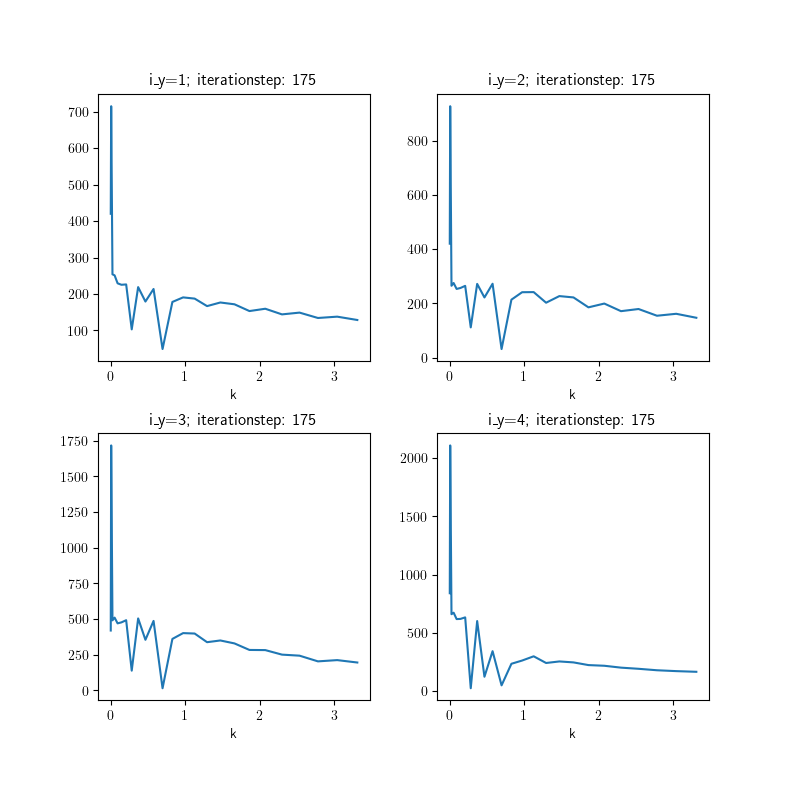 i_y=1; iterationstep: 175
700
600
500
400
300
200
100
0 1 2 3
k
i_y=2; iterationstep: 175
800
600
400
200
0
0 1 2 3
k
i_y=3; iterationstep: 175
1750
1500
1250
1000
750
500
250
0
0 1 2 3
k
i_y=4; iterationstep: 175
2000
1500
1000
500
0
0 1 2 3
k